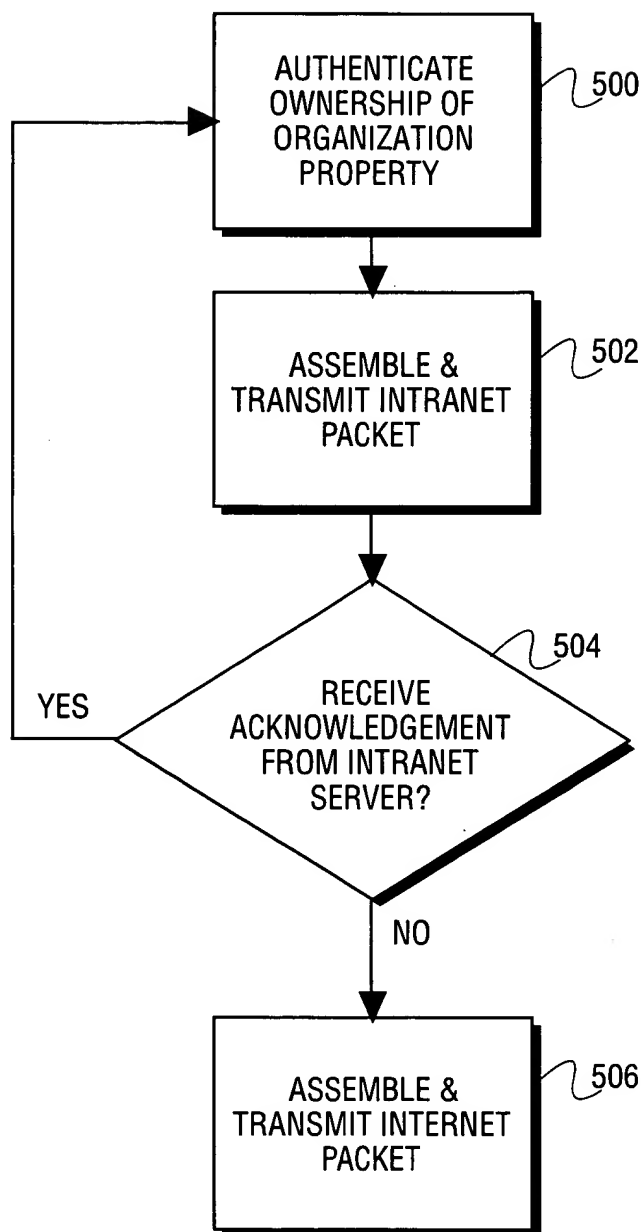 AUTHENTICATE
OWNERSHIP OF
ORGANIZATION
PROPERTY
500
ASSEMBLE &
TRANSMIT INTRANET
PACKET
502
RECEIVE
ACKNOWLEDGEMENT
FROM INTRANET
SERVER?
504
YES
NO
ASSEMBLE &
TRANSMIT INTERNET
PACKET
506